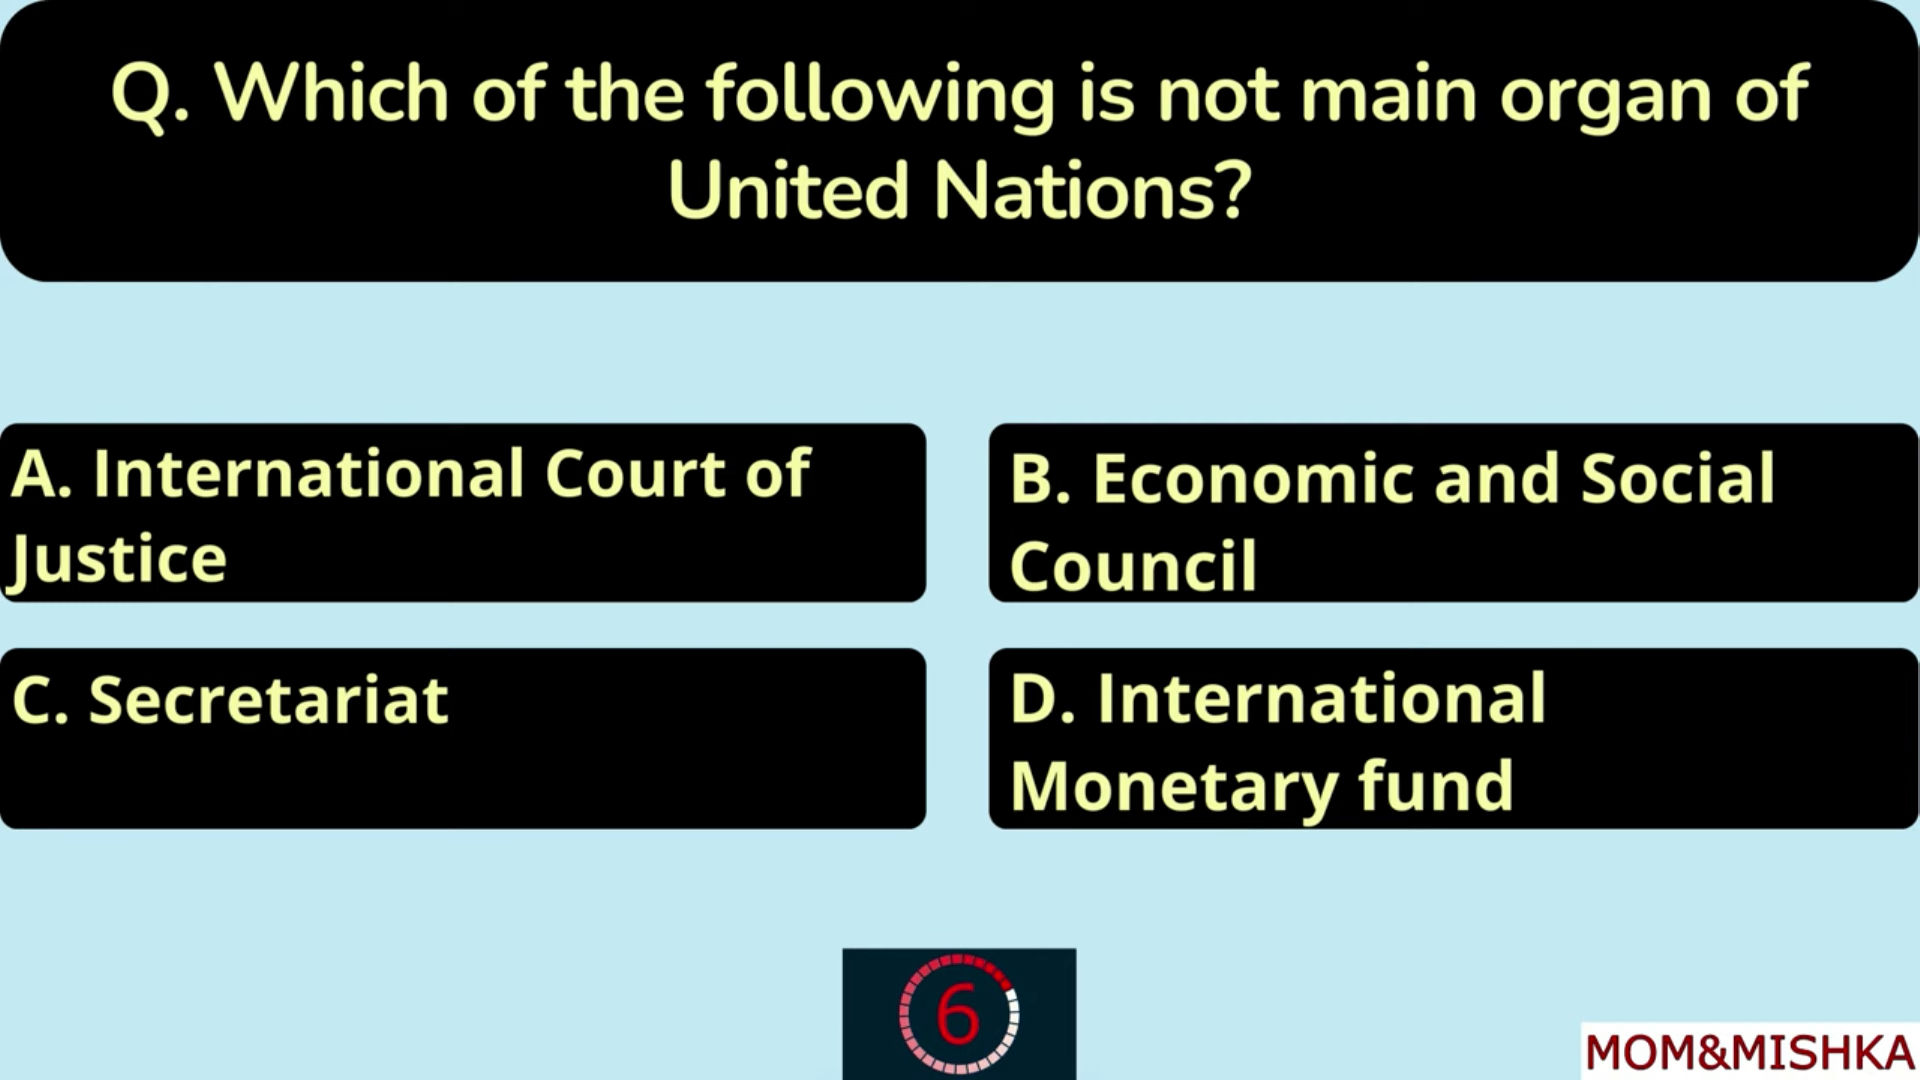 Q. Which of the following is not main organ of
United Nations?
A. International Court of
Justice
B. Economic and Social
Council
C. Secretariat
D. International
Monetary fund
6
MOM&MISHKA